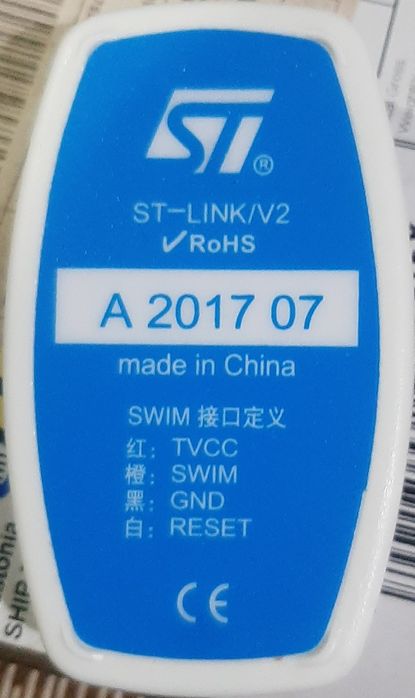 ST
®
ST-LINK/V2
✓RoHS
A 2017 07
made in China
SWIM 接口定义
红：TVCC
橙：SWIM
黑：GND
白：RESET
CE